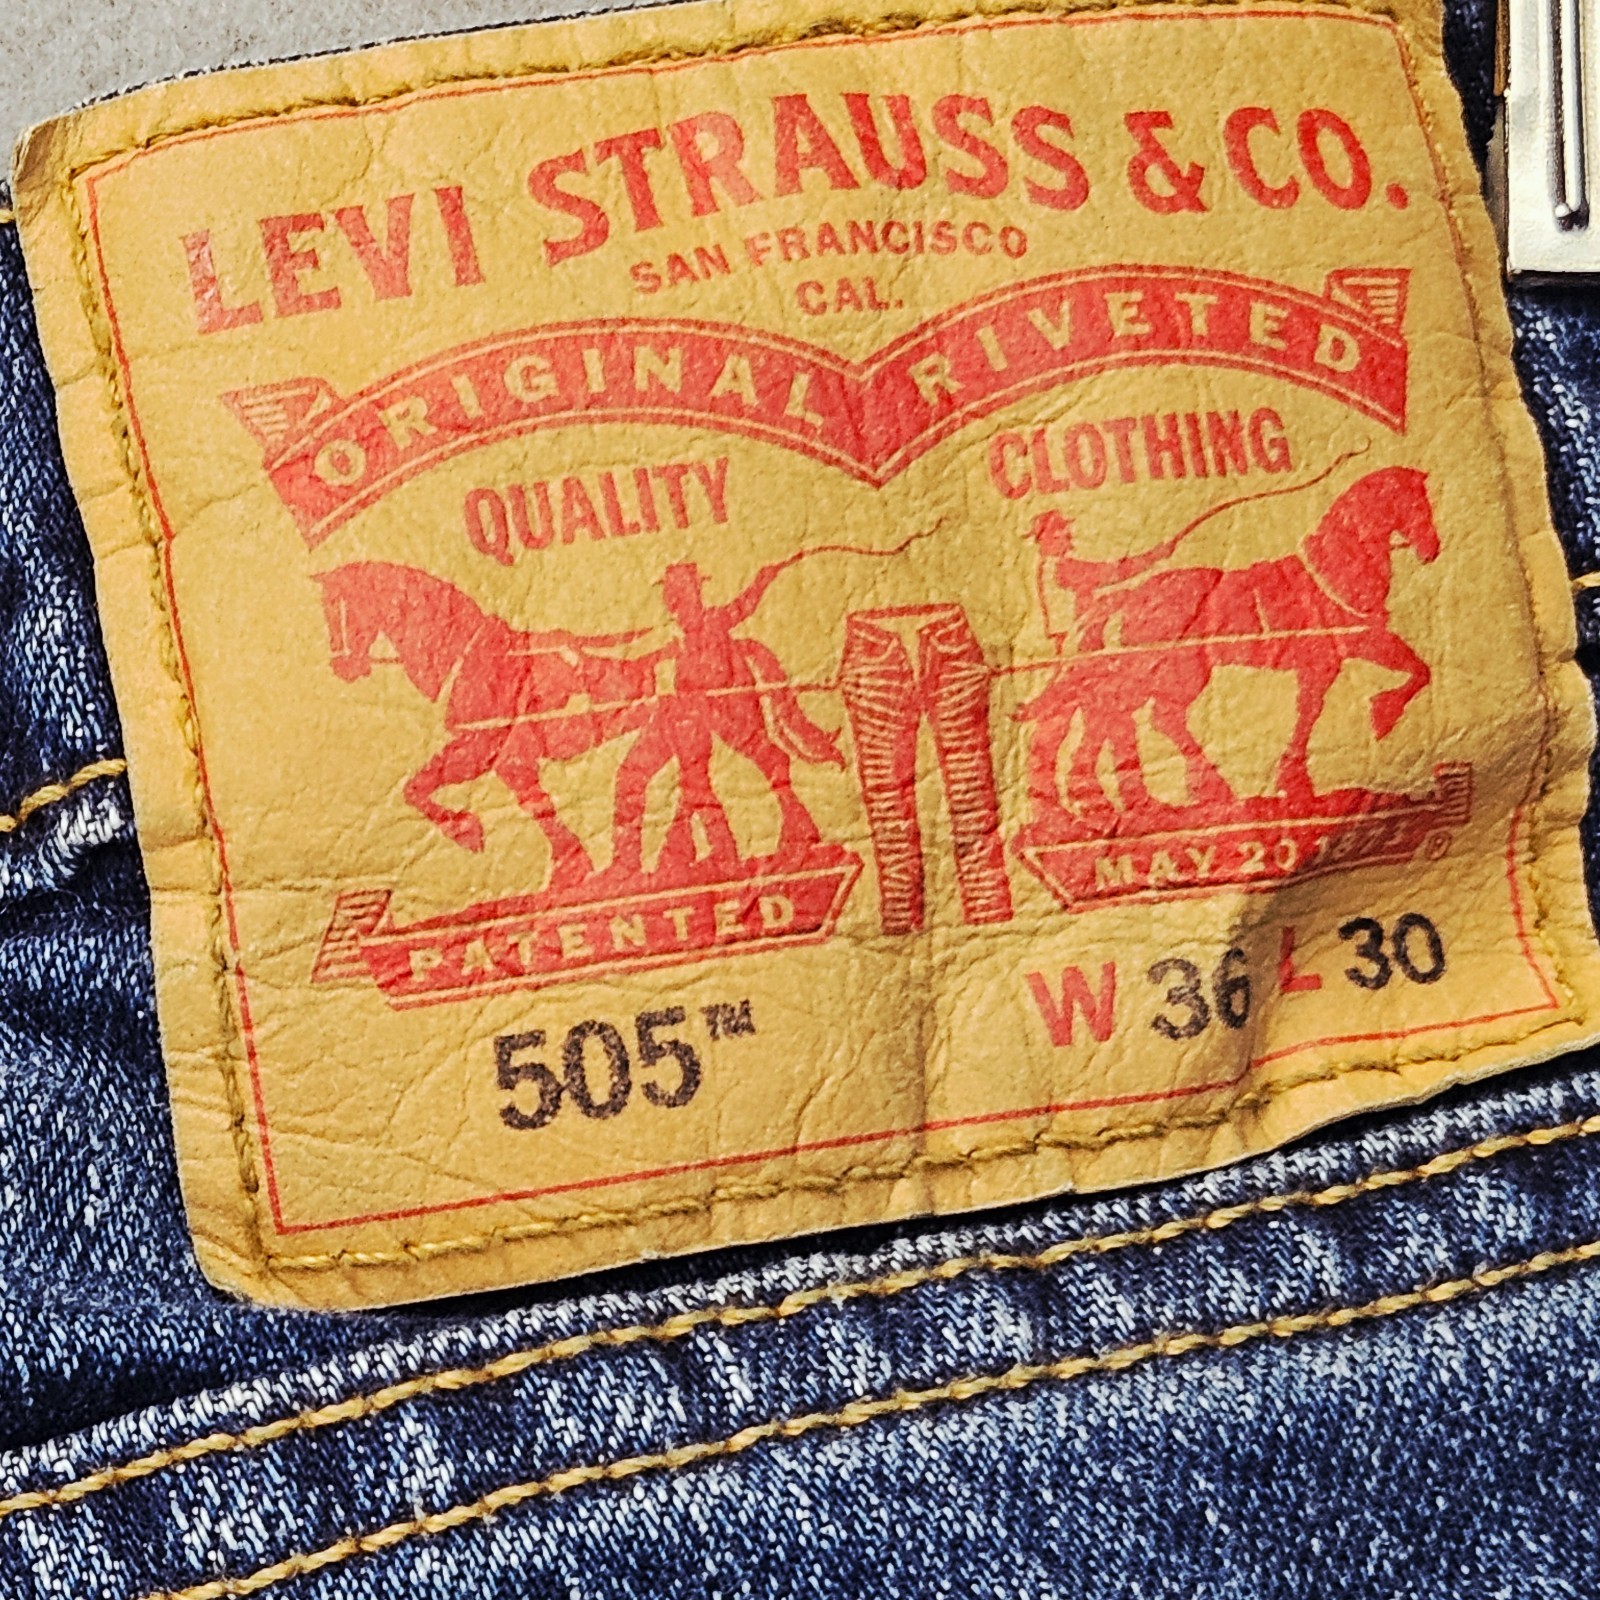 LEVI STRAUSS & CO.
SAN FRANCISCO
CAL.
ORIGINAL RIVETED
QUALITY CLOTHING
PATENTED MAY 20 1873
505™ W 36 L 30